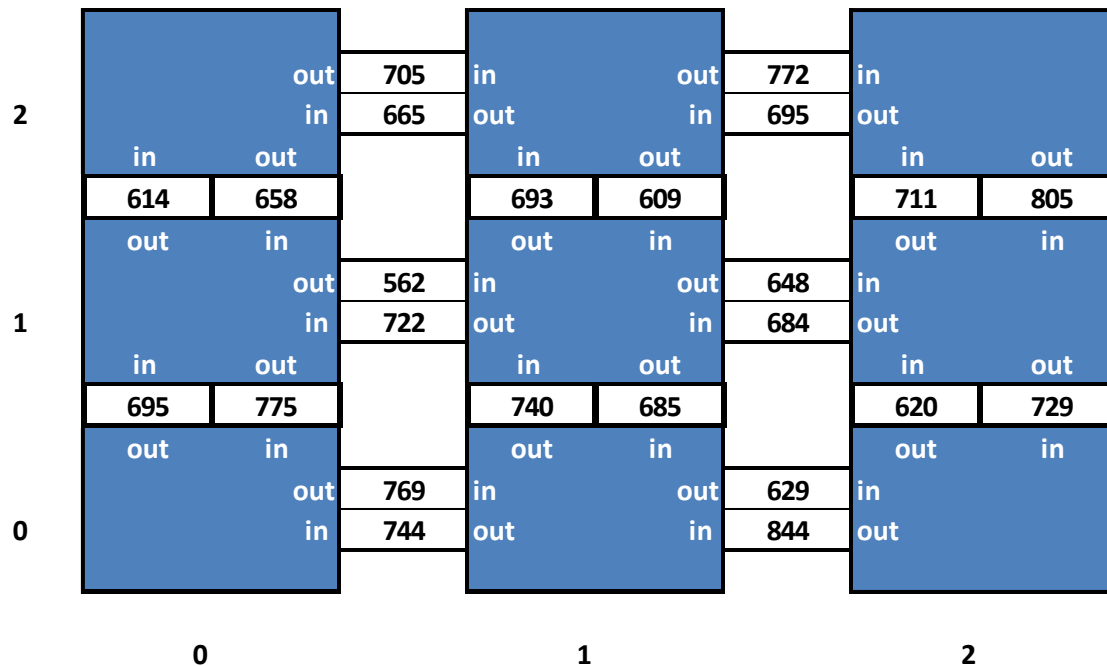 out 705 in out 772 in
2 in 665 out in 695 out
in out in out in out
614 658 693 609 711 805
out in out in out in
out 562 in out 648 in
1 in 722 out in 684 out
in out in out in out
695 775 740 685 620 729
out in out in out in
out 769 in out 629 in
0 in 744 out in 844 out
0 1 2